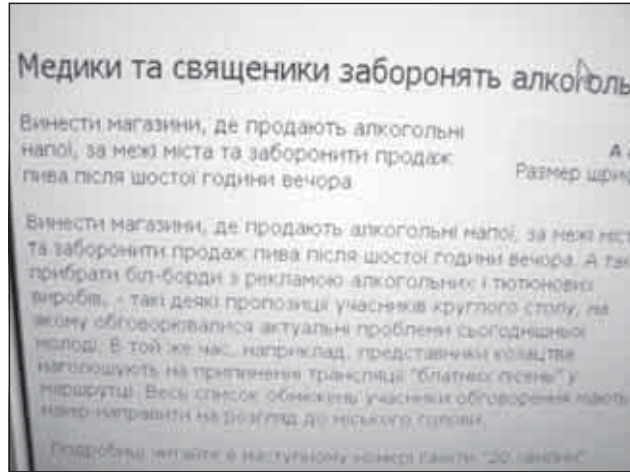 Медики та священики заборонять алкоголь
Винести магазини, де продають алкогольні
напої, за межі міста та заборонити продаж
пива після шостої години вечора
А
Размер шриф
Винести магазини, де продають алкогольні напої, за межі міст
та заборонити продаж пива після шостої години вечора. А так
прибрати біл-борди з рекламою алкогольних і тютюнових
виробів, - такі деякі пропозиції учасників круглого столу, на
якому обговорювалися актуальні проблеми сьогоднішньої
молоді. В той же час, наприклад, представники козацтва
наголошують на припиненні трансляції "блатних пісень" у
маршрутці. Весь список обмежень учасники обговорення мають
намір направити на розгляд до міського голови.
Подробиці читайте в наступному номері газети "20 хвилин"